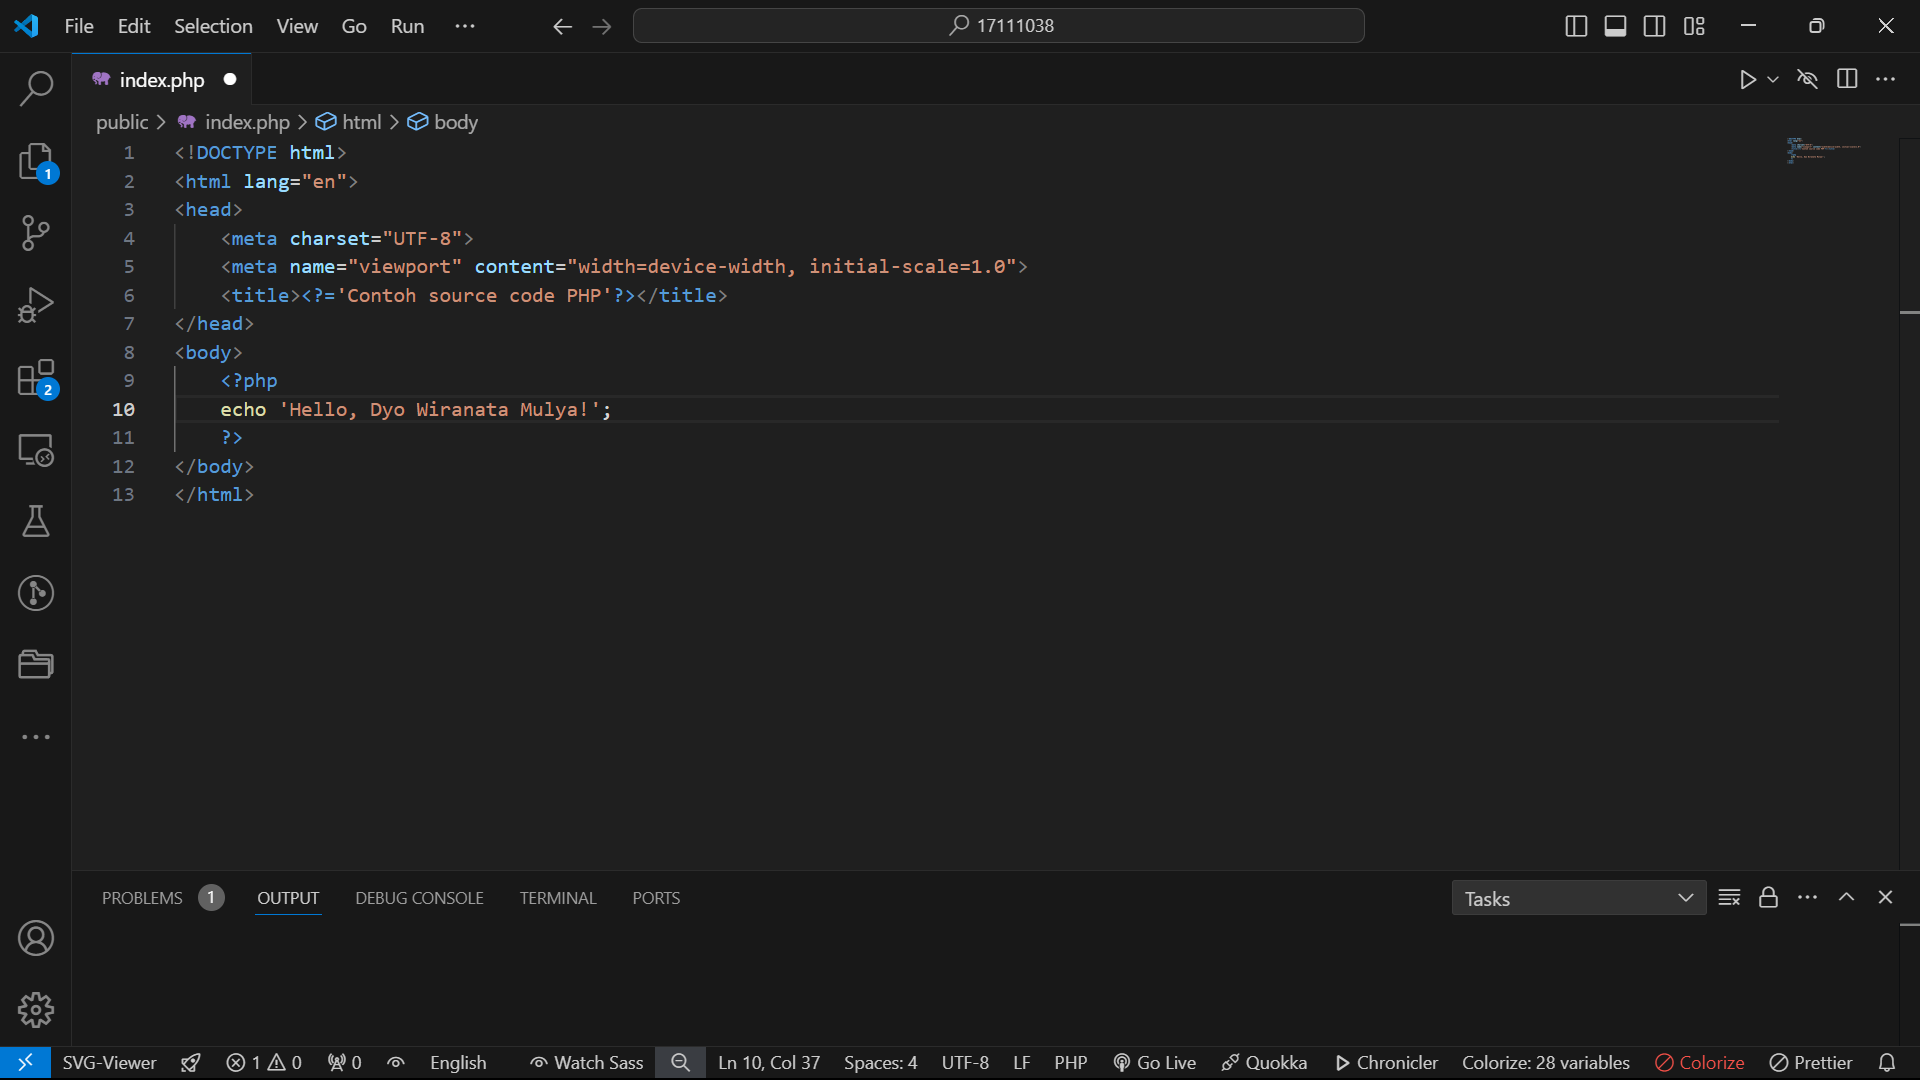 File Edit Selection View Go Run ··· 17111038
index.php
public > index.php > html > body
1 <!DOCTYPE html>
2 <html lang="en">
3 <head>
4     <meta charset="UTF-8">
5     <meta name="viewport" content="width=device-width, initial-scale=1.0">
6     <title><?='Contoh source code PHP'?></title>
7 </head>
8 <body>
9     <?php
10     echo 'Hello, Dyo Wiranata Mulya!';
11     ?>
12 </body>
13 </html>
1
2
PROBLEMS 1 OUTPUT DEBUG CONSOLE TERMINAL PORTS Tasks
SVG-Viewer 1 0 0 English Watch Sass Ln 10, Col 37 Spaces: 4 UTF-8 LF PHP Go Live Quokka Chronicler Colorize: 28 variables Colorize Prettier